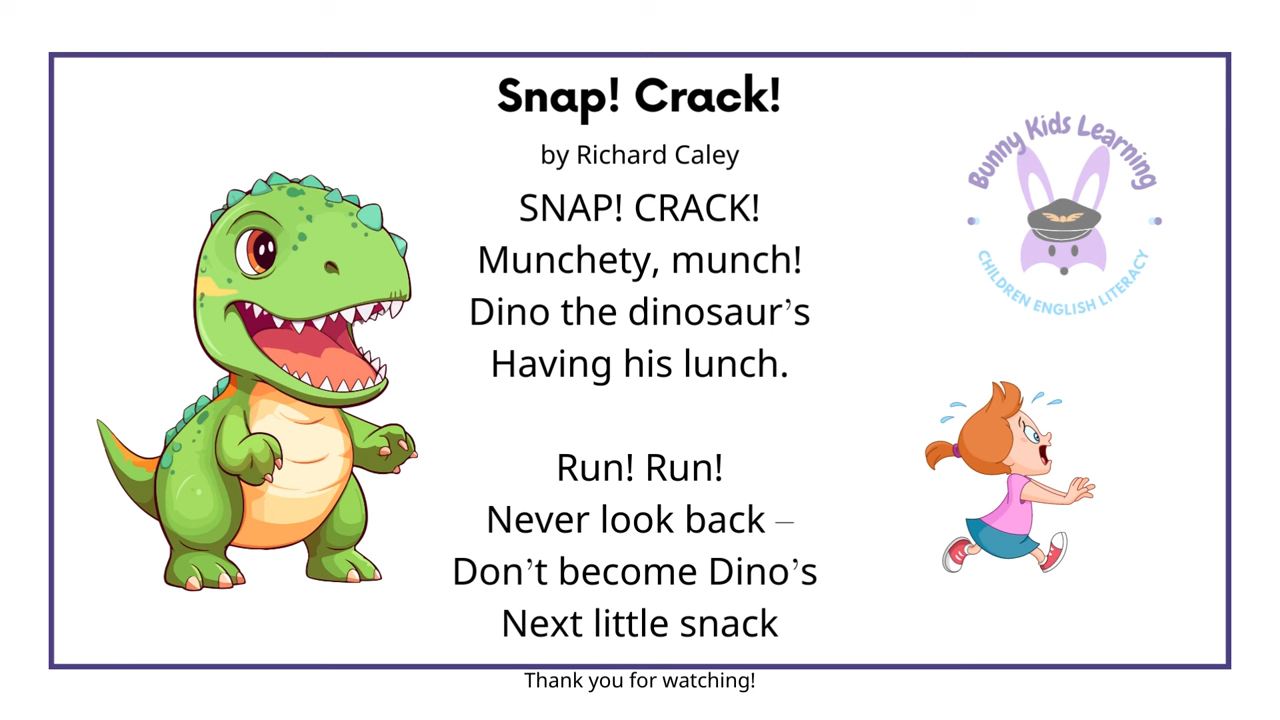 Snap! Crack!
by Richard Caley
SNAP! CRACK!
Munchety, munch!
Dino the dinosaur’s
Having his lunch.
Run! Run!
Never look back –
Don’t become Dino’s
Next little snack
Bunny Kids Learning
CHILDREN ENGLISH LITERACY
Thank you for watching!